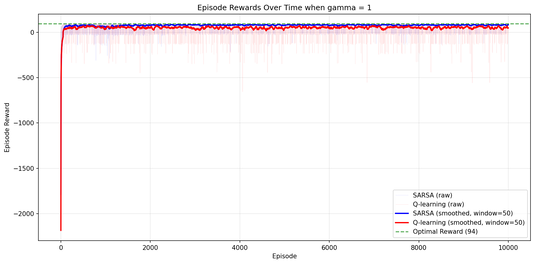 Episode Rewards Over Time when gamma = 1
Episode Reward
0
−500
−1000
−1500
−2000
0
2000
4000
6000
8000
10000
Episode
SARSA (raw)
Q-learning (raw)
SARSA (smoothed, window=50)
Q-learning (smoothed, window=50)
Optimal Reward (94)